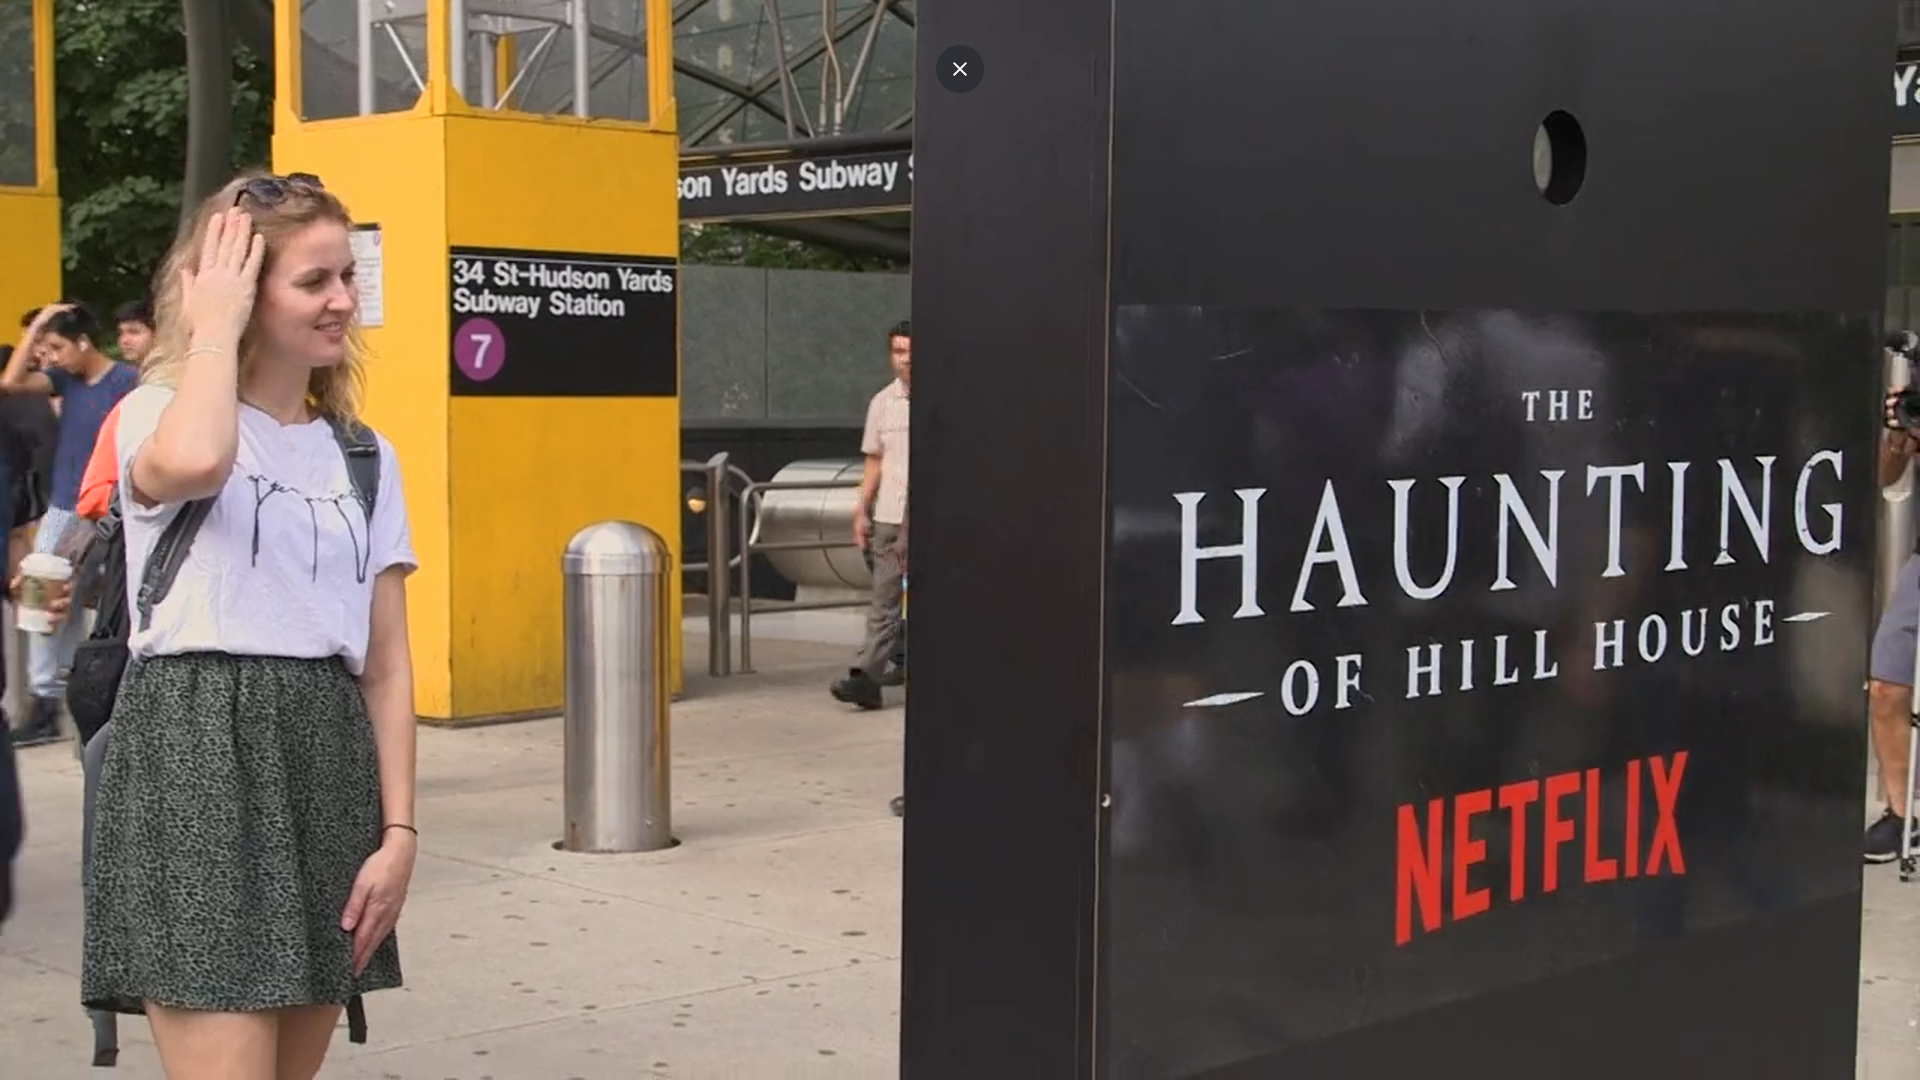 son Yards Subway
34 St-Hudson Yards
Subway Station
7
THE
HAUNTING
OF HILL HOUSE
NETFLIX